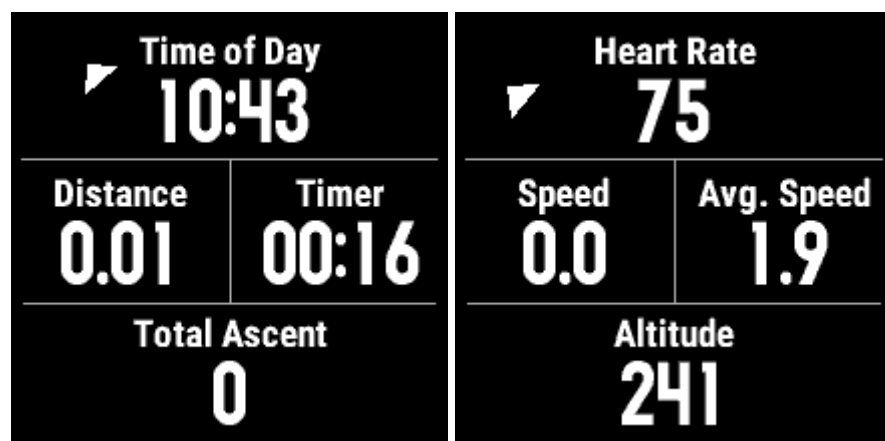 Time of Day
10:43
Distance
0.01
Timer
00:16
Total Ascent
0
Heart Rate
75
Speed
0.0
Avg. Speed
1.9
Altitude
241